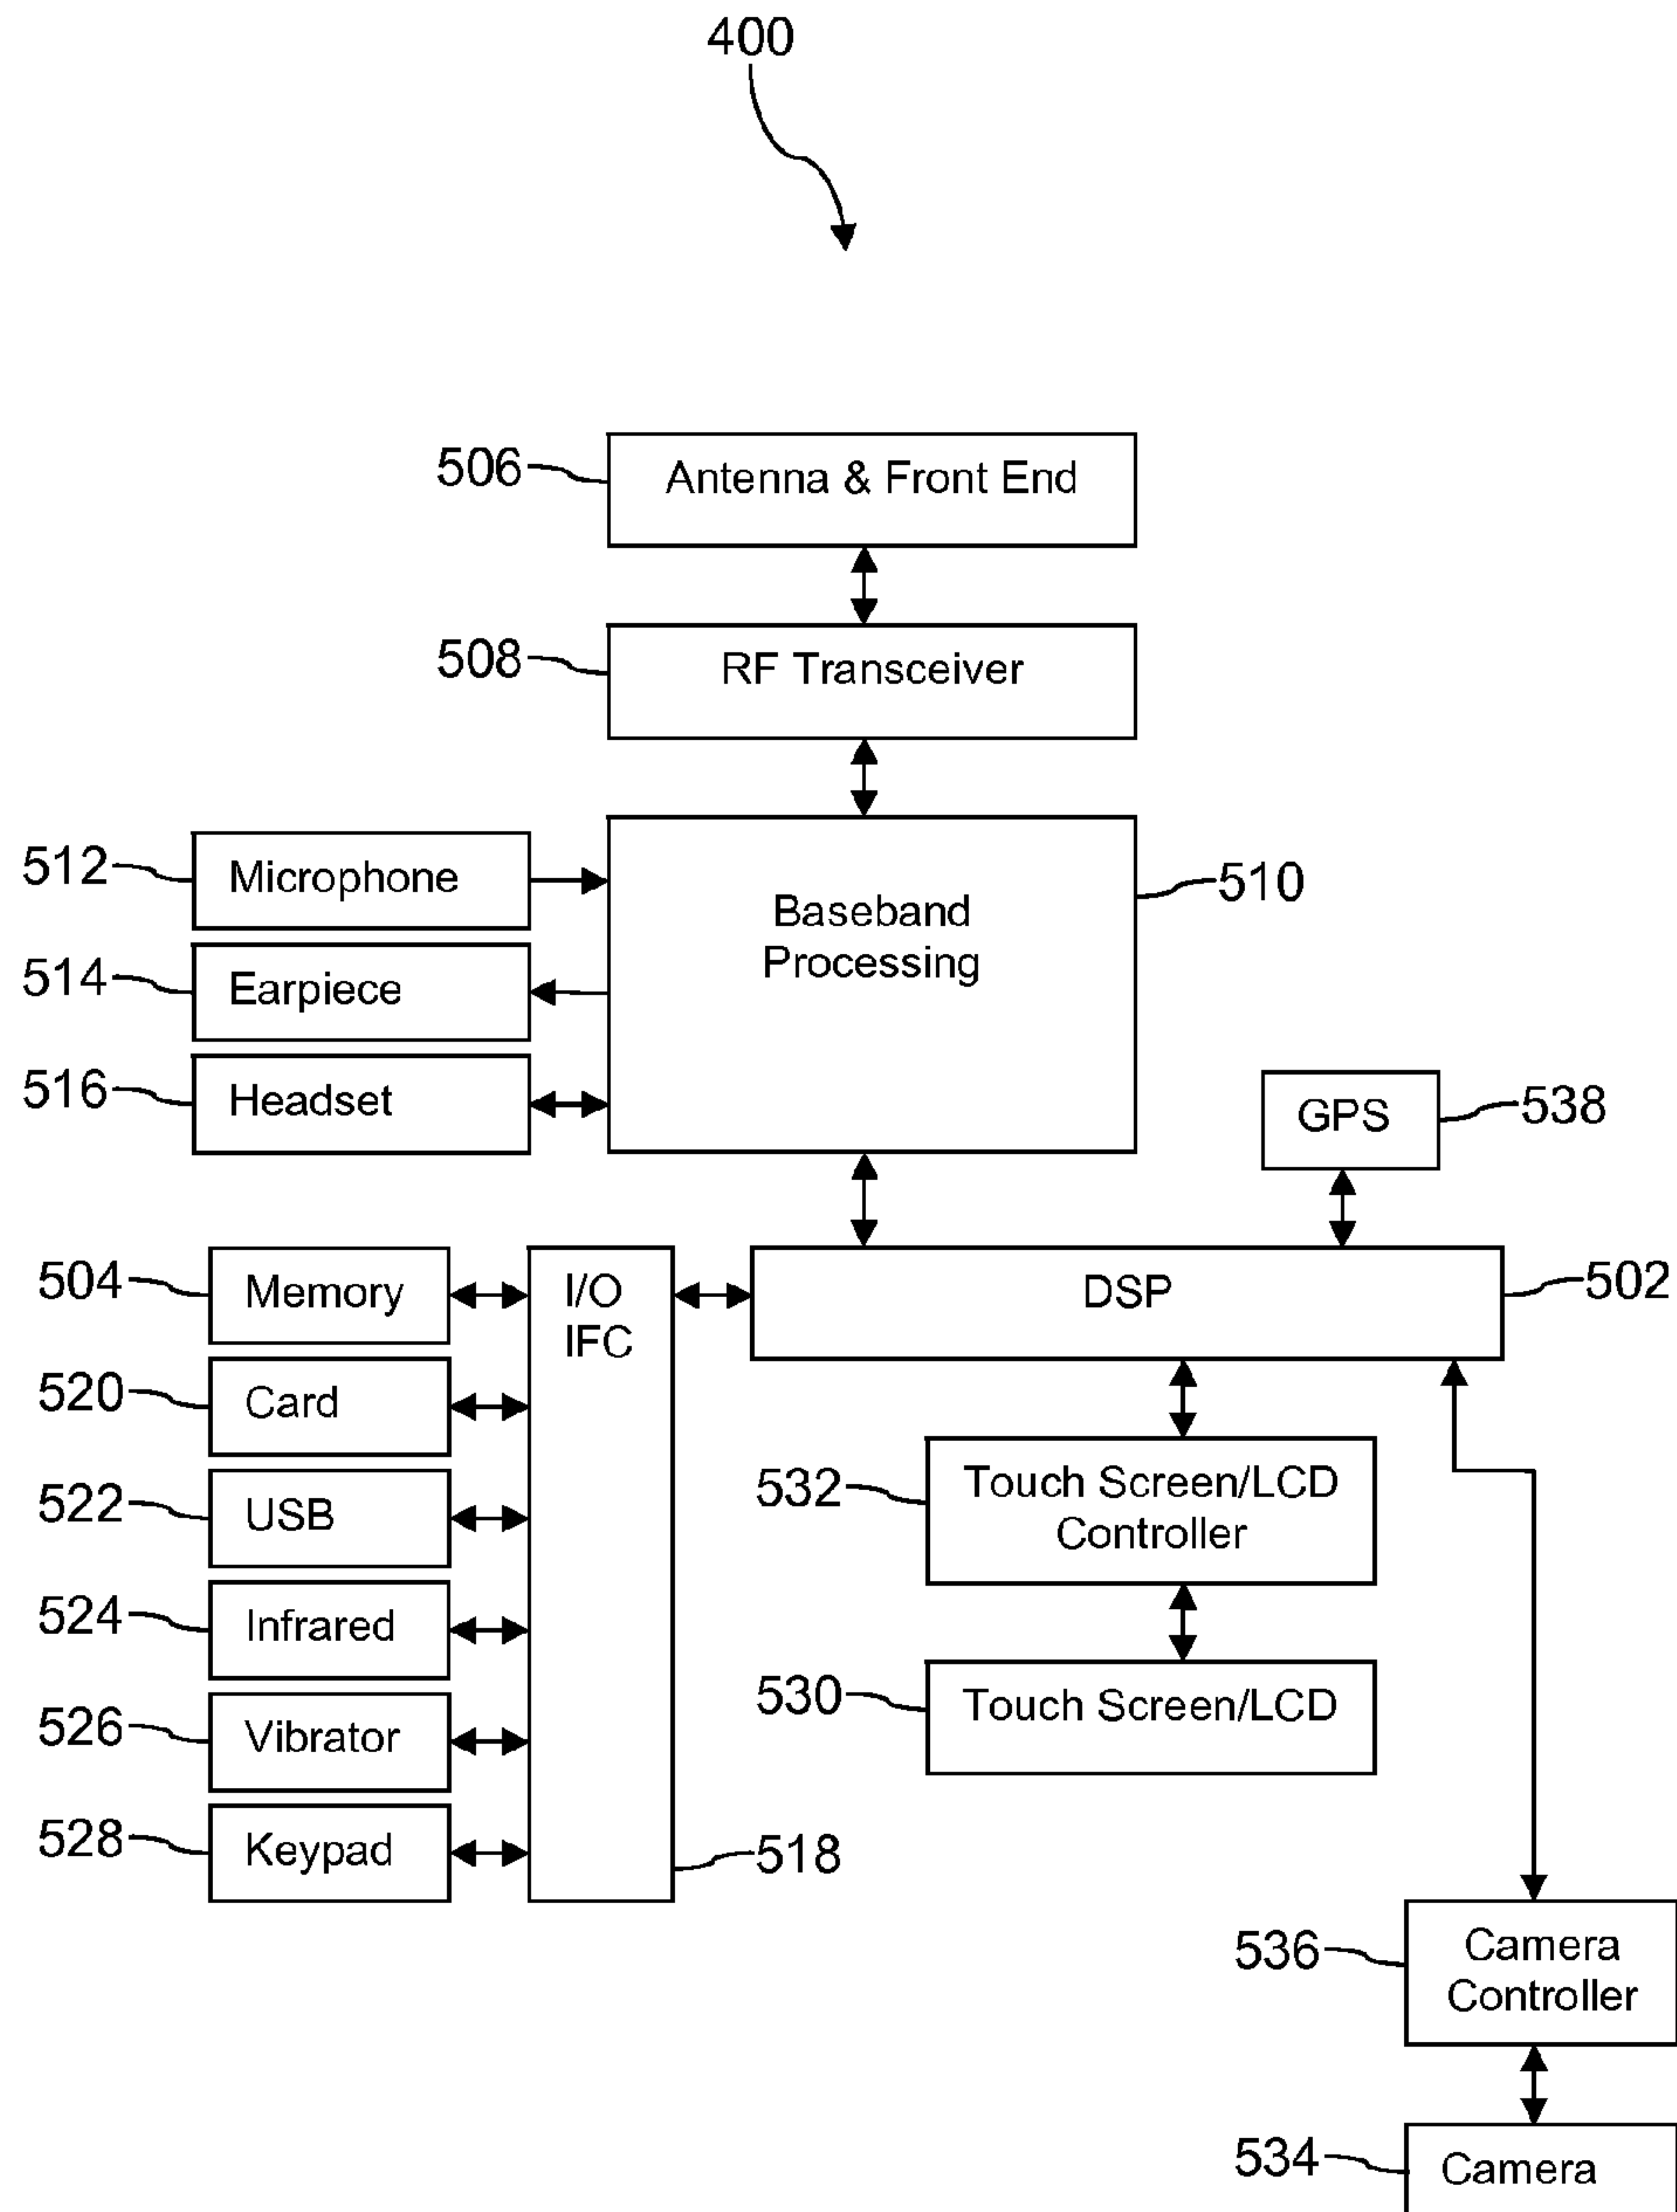 400
506
Antenna & Front End
508
RF Transceiver
512
Microphone
Baseband
Processing
510
514
Earpiece
516
Headset
GPS
538
504
Memory
I/O
IFC
DSP
502
520
Card
522
USB
532
Touch Screen/LCD
Controller
524
Infrared
530
Touch Screen/LCD
526
Vibrator
528
Keypad
518
536
Camera
Controller
534
Camera